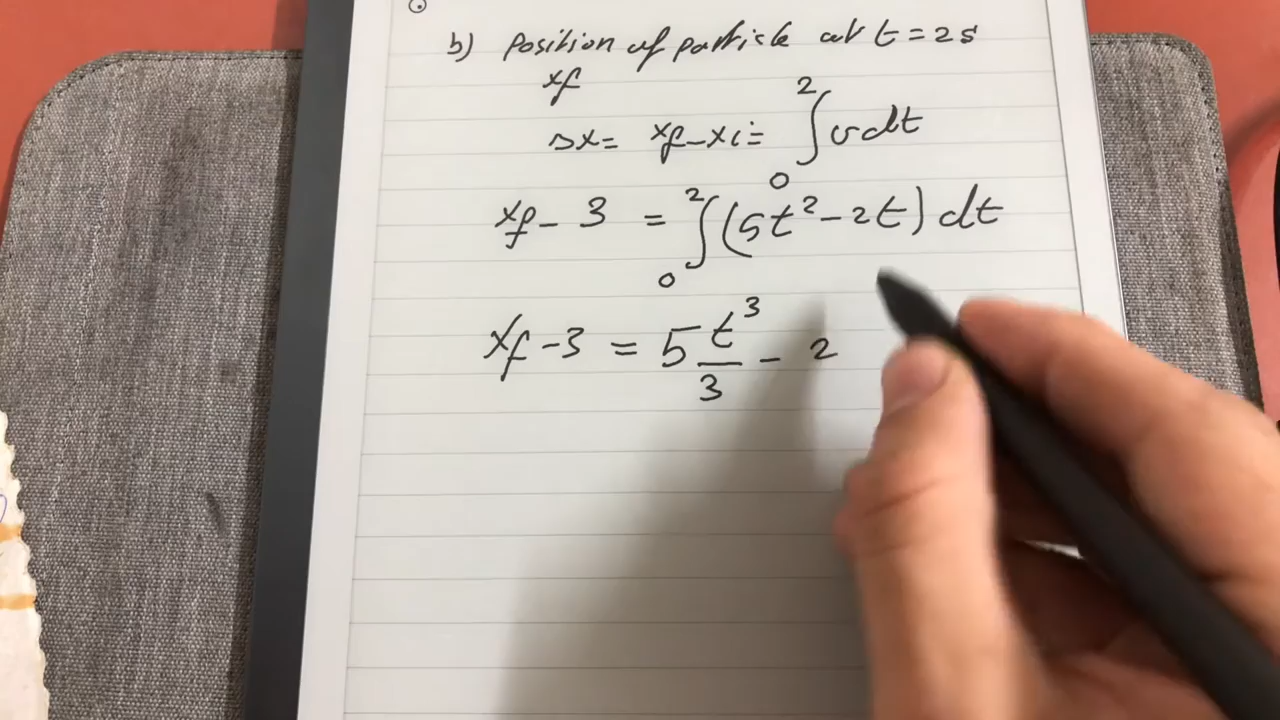 b) Position of particle at t = 2s
xf
Δx = xf - xi = ∫₀² v dt
xf - 3 = ∫₀² (5t² - 2t) dt
xf - 3 = 5 t³/3 - 2